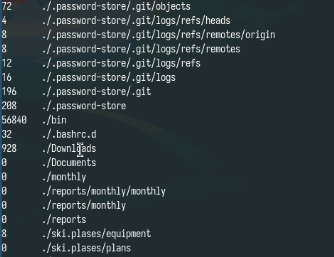 72 ./.password-store/.git/objects
4 ./.password-store/.git/logs/refs/heads
8 ./.password-store/.git/logs/refs/remotes/origin
8 ./.password-store/.git/logs/refs/remotes
12 ./.password-store/.git/logs/refs
16 ./.password-store/.git/logs
196 ./.password-store/.git
208 ./.password-store
56840 ./bin
32 ./.bashrc.d
928 ./Downloads
0 ./Documents
0 ./monthly
0 ./reports/monthly/monthly
0 ./reports/monthly
0 ./reports
8 ./ski.plases/equipment
0 ./ski.plases/plans